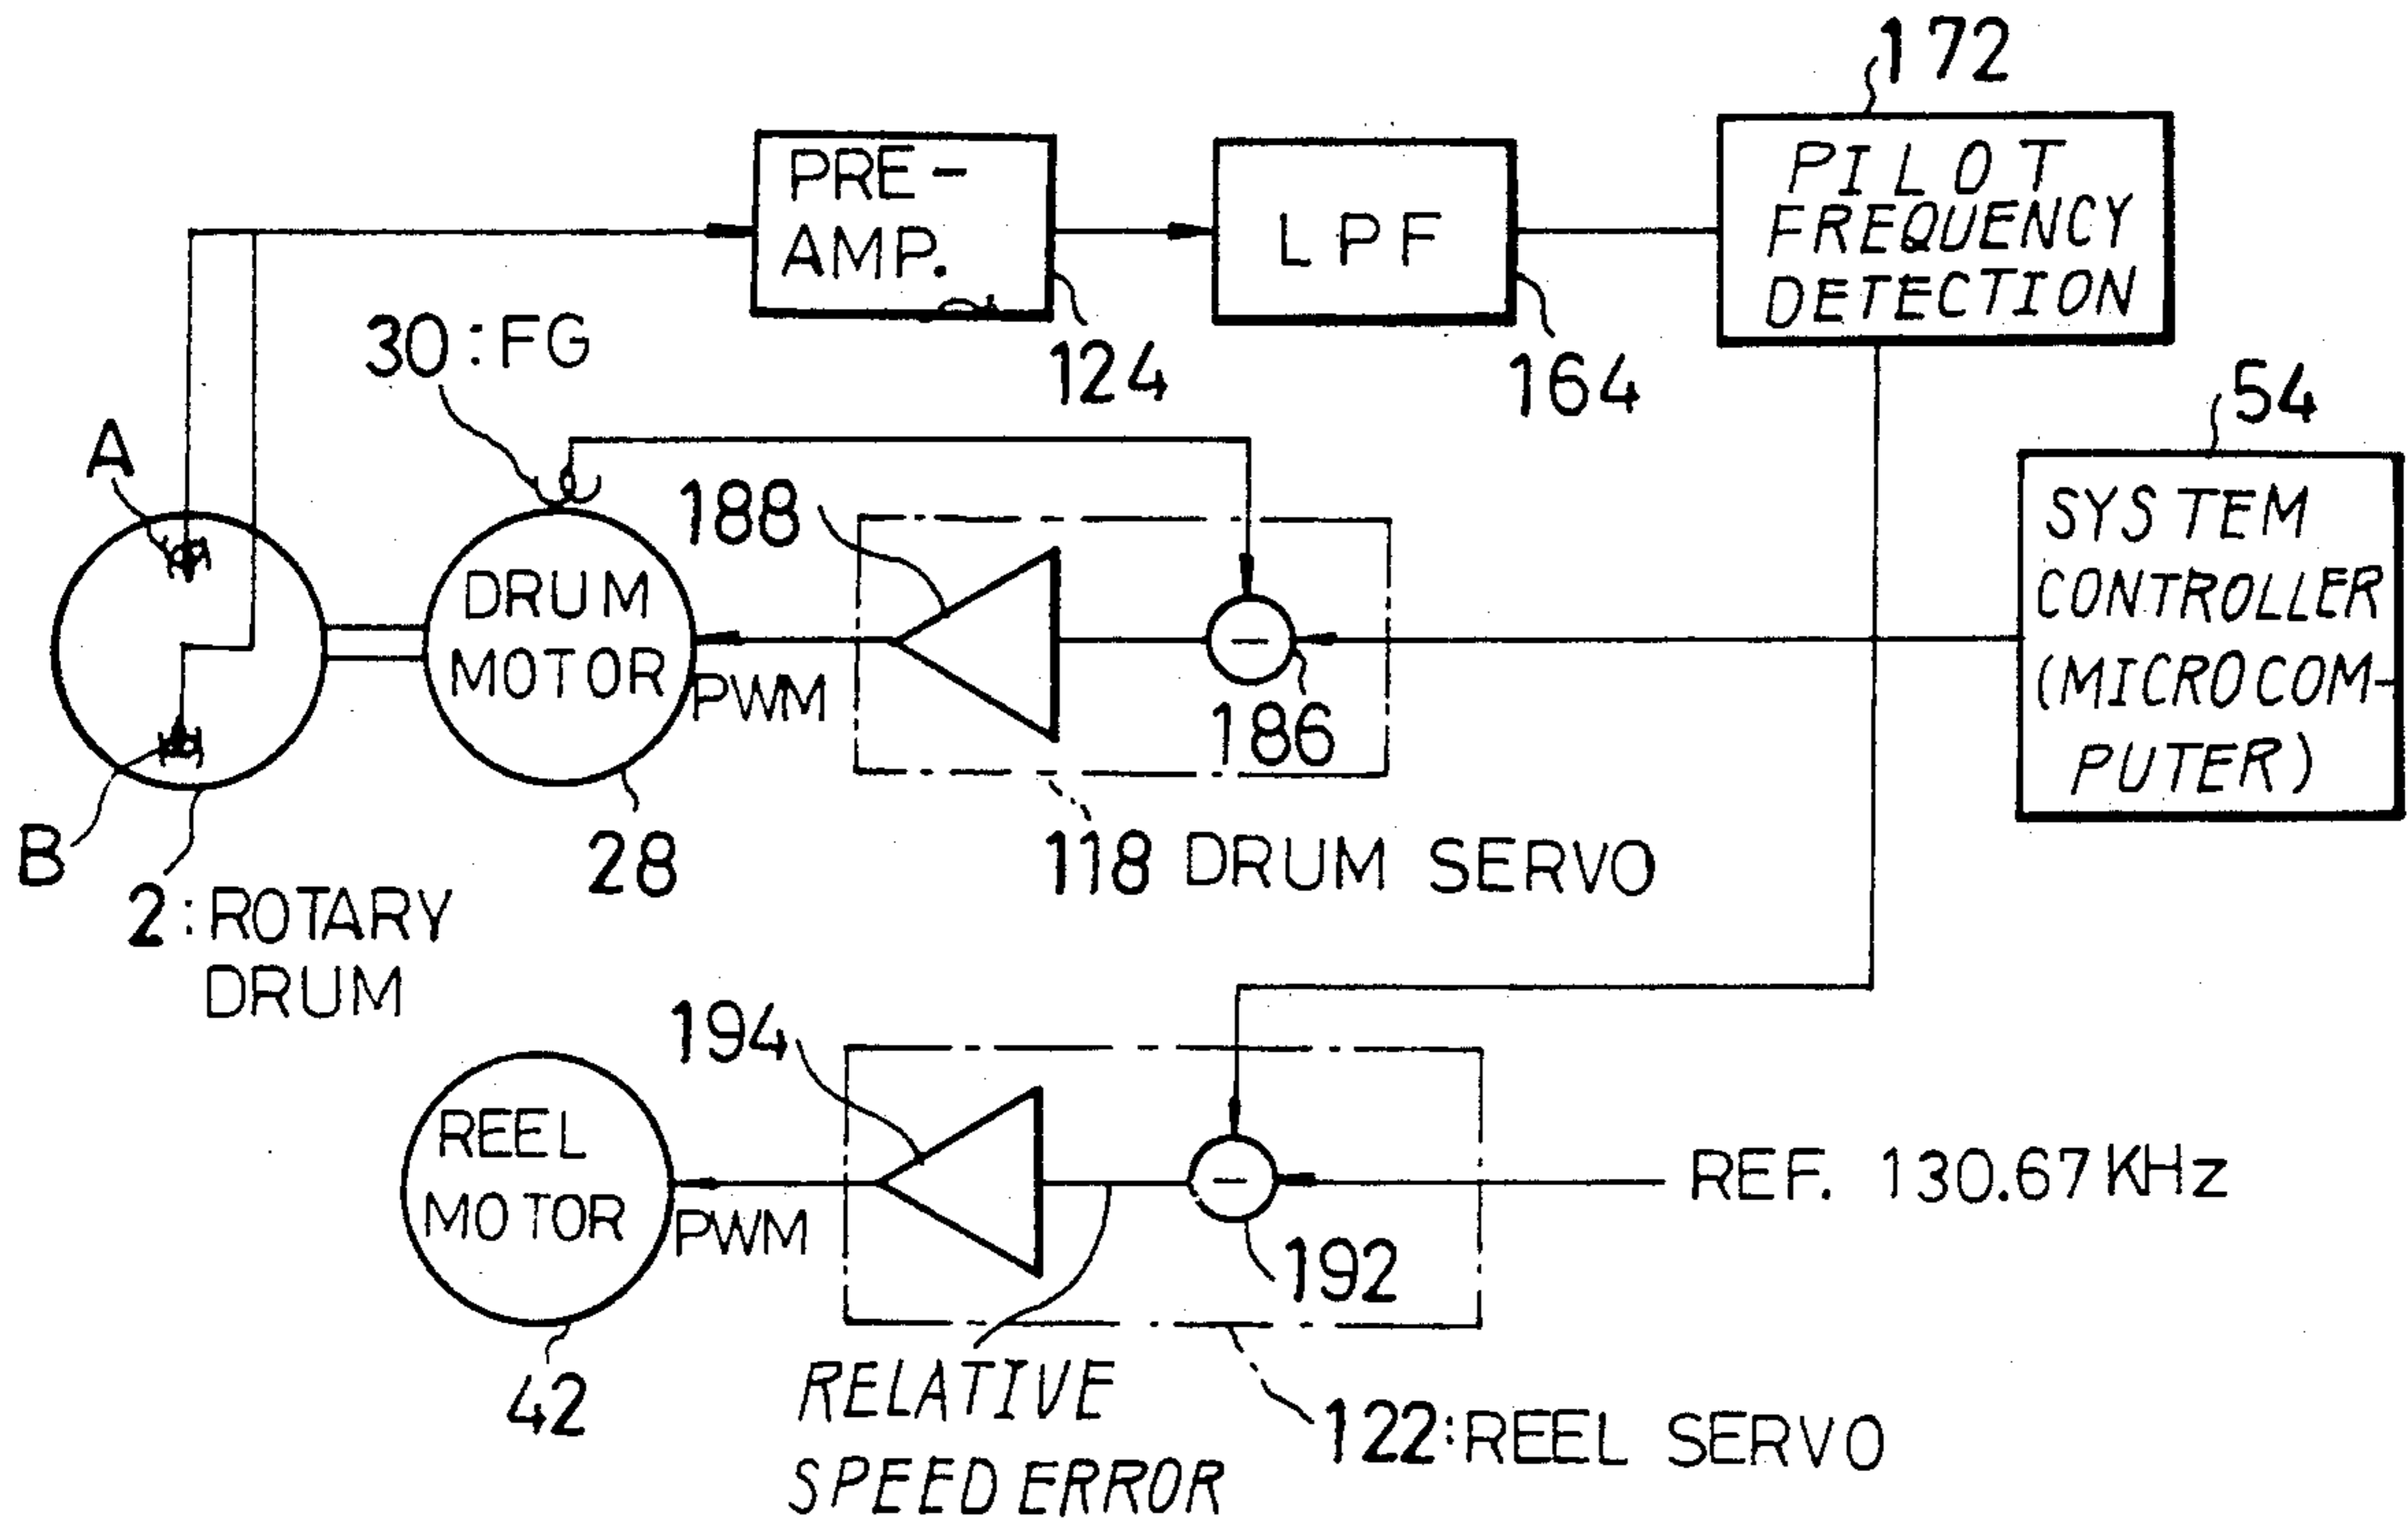 172
PRE-
AMP.
LPF
PILOT
FREQUENCY
DETECTION
30:FG
124
164
54
A
188
SYSTEM
CONTROLLER
(MICROCOM-
PUTER)
DRUM
MOTOR
PWM
186
B
28
118 DRUM SERVO
2:ROTARY
DRUM
194
REEL
MOTOR
PWM
REF. 130.67KHz
192
42
RELATIVE
SPEED ERROR
122:REEL SERVO